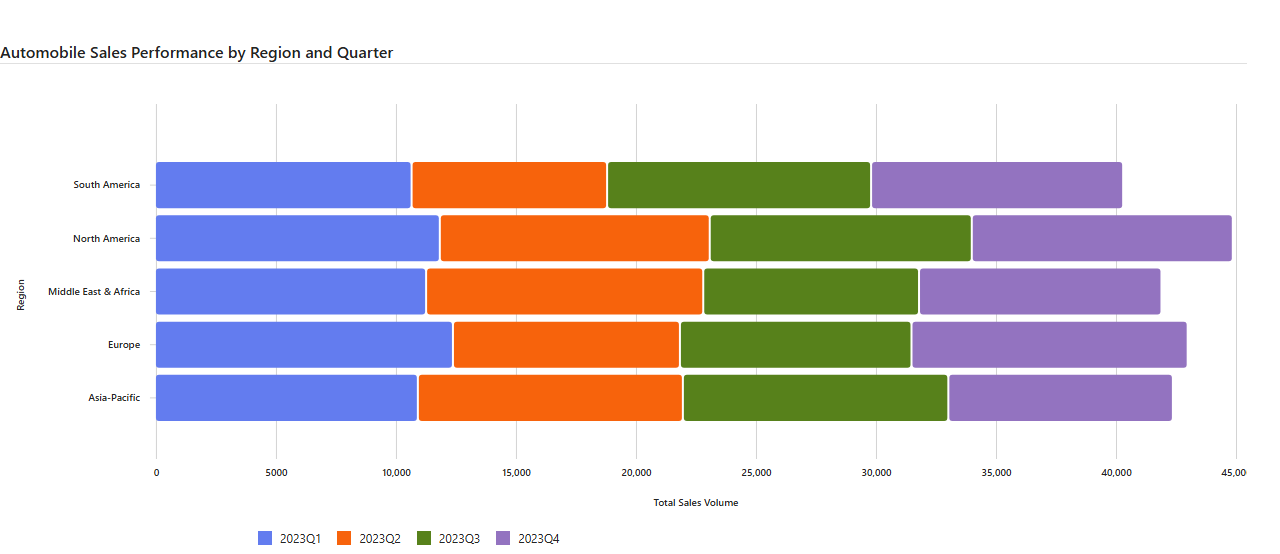 Automobile Sales Performance by Region and Quarter
South America
North America
Middle East & Africa
Europe
Asia-Pacific
Region
0 5000 10,000 15,000 20,000 25,000 30,000 35,000 40,000 45,00
Total Sales Volume
2023Q1 2023Q2 2023Q3 2023Q4